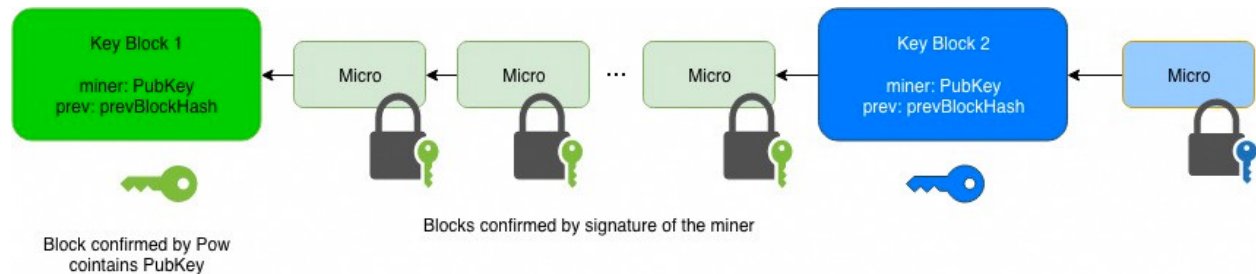 Key Block 1
miner: PubKey
prev: prevBlockHash
Micro
Micro
...
Micro
Key Block 2
miner: PubKey
prev: prevBlockHash
Micro
Block confirmed by Pow
cointains PubKey
Blocks confirmed by signature of the miner